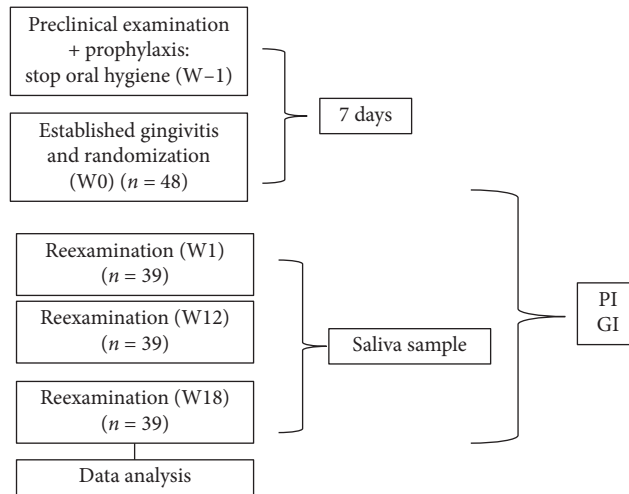 Preclinical examination
+ prophylaxis:
stop oral hygiene (W–1)
7 days
Established gingivitis
and randomization
(W0) (n = 48)
Reexamination (W1)
(n = 39)
Reexamination (W12)
(n = 39)
Saliva sample
PI
GI
Reexamination (W18)
(n = 39)
Data analysis